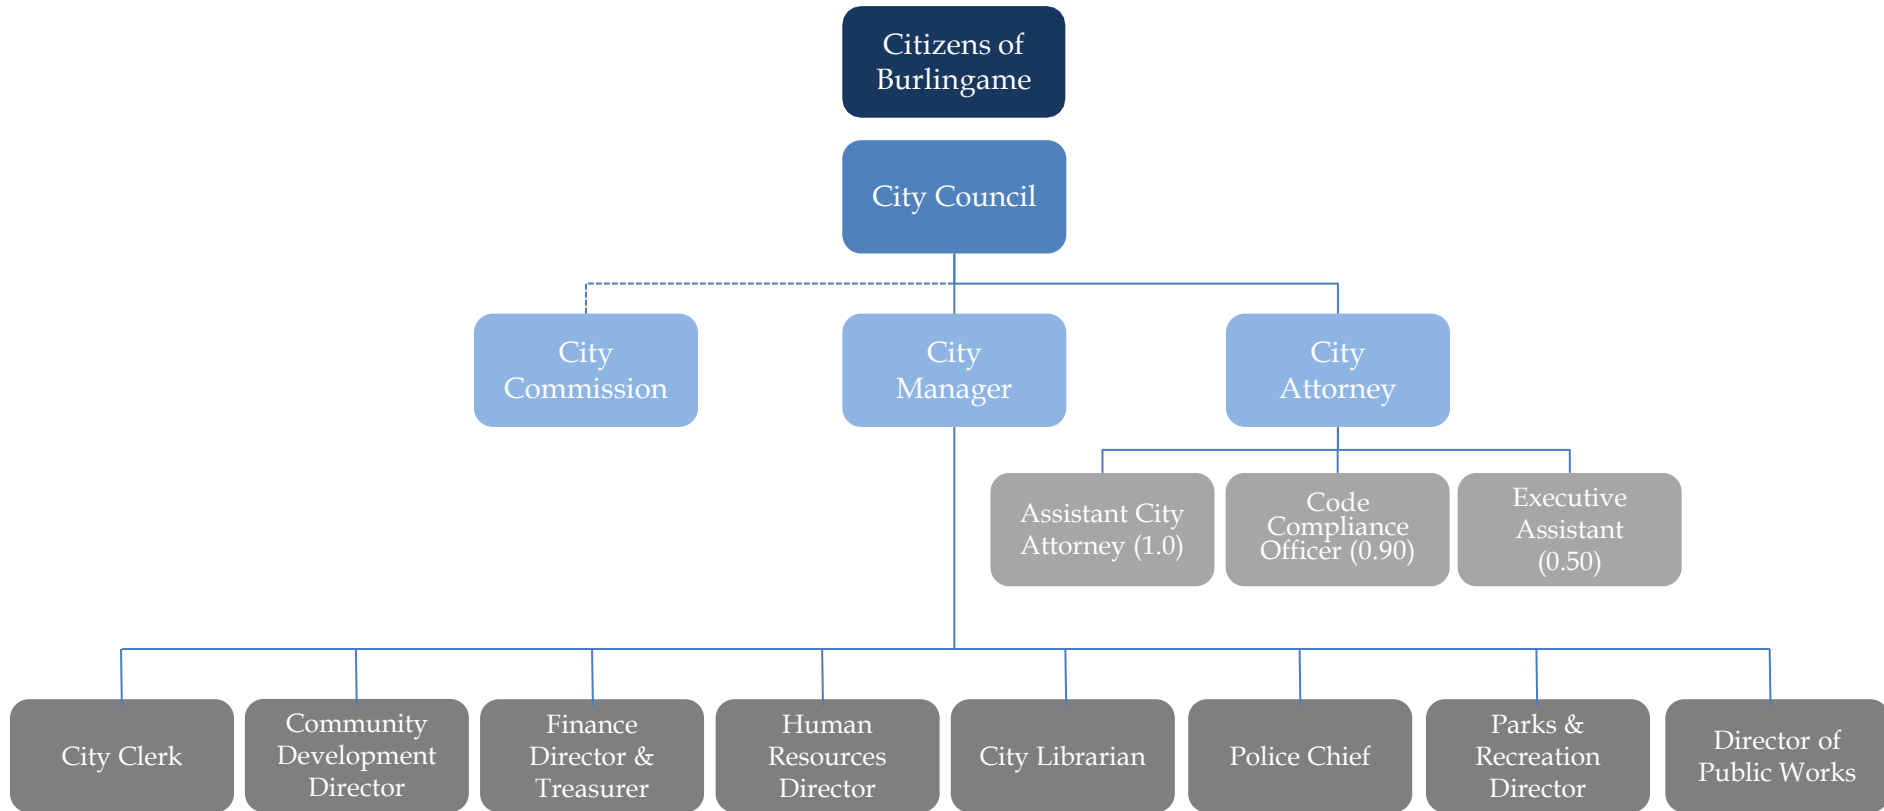 Citizens of
Burlingame
City Council
City
Commission
City
Manager
City
Attorney
Assistant City
Attorney (1.0)
Code
Compliance
Officer (0.90)
Executive
Assistant
(0.50)
City Clerk
Community
Development
Director
Finance
Director &
Treasurer
Human
Resources
Director
City Librarian
Police Chief
Parks &
Recreation
Director
Director of
Public Works